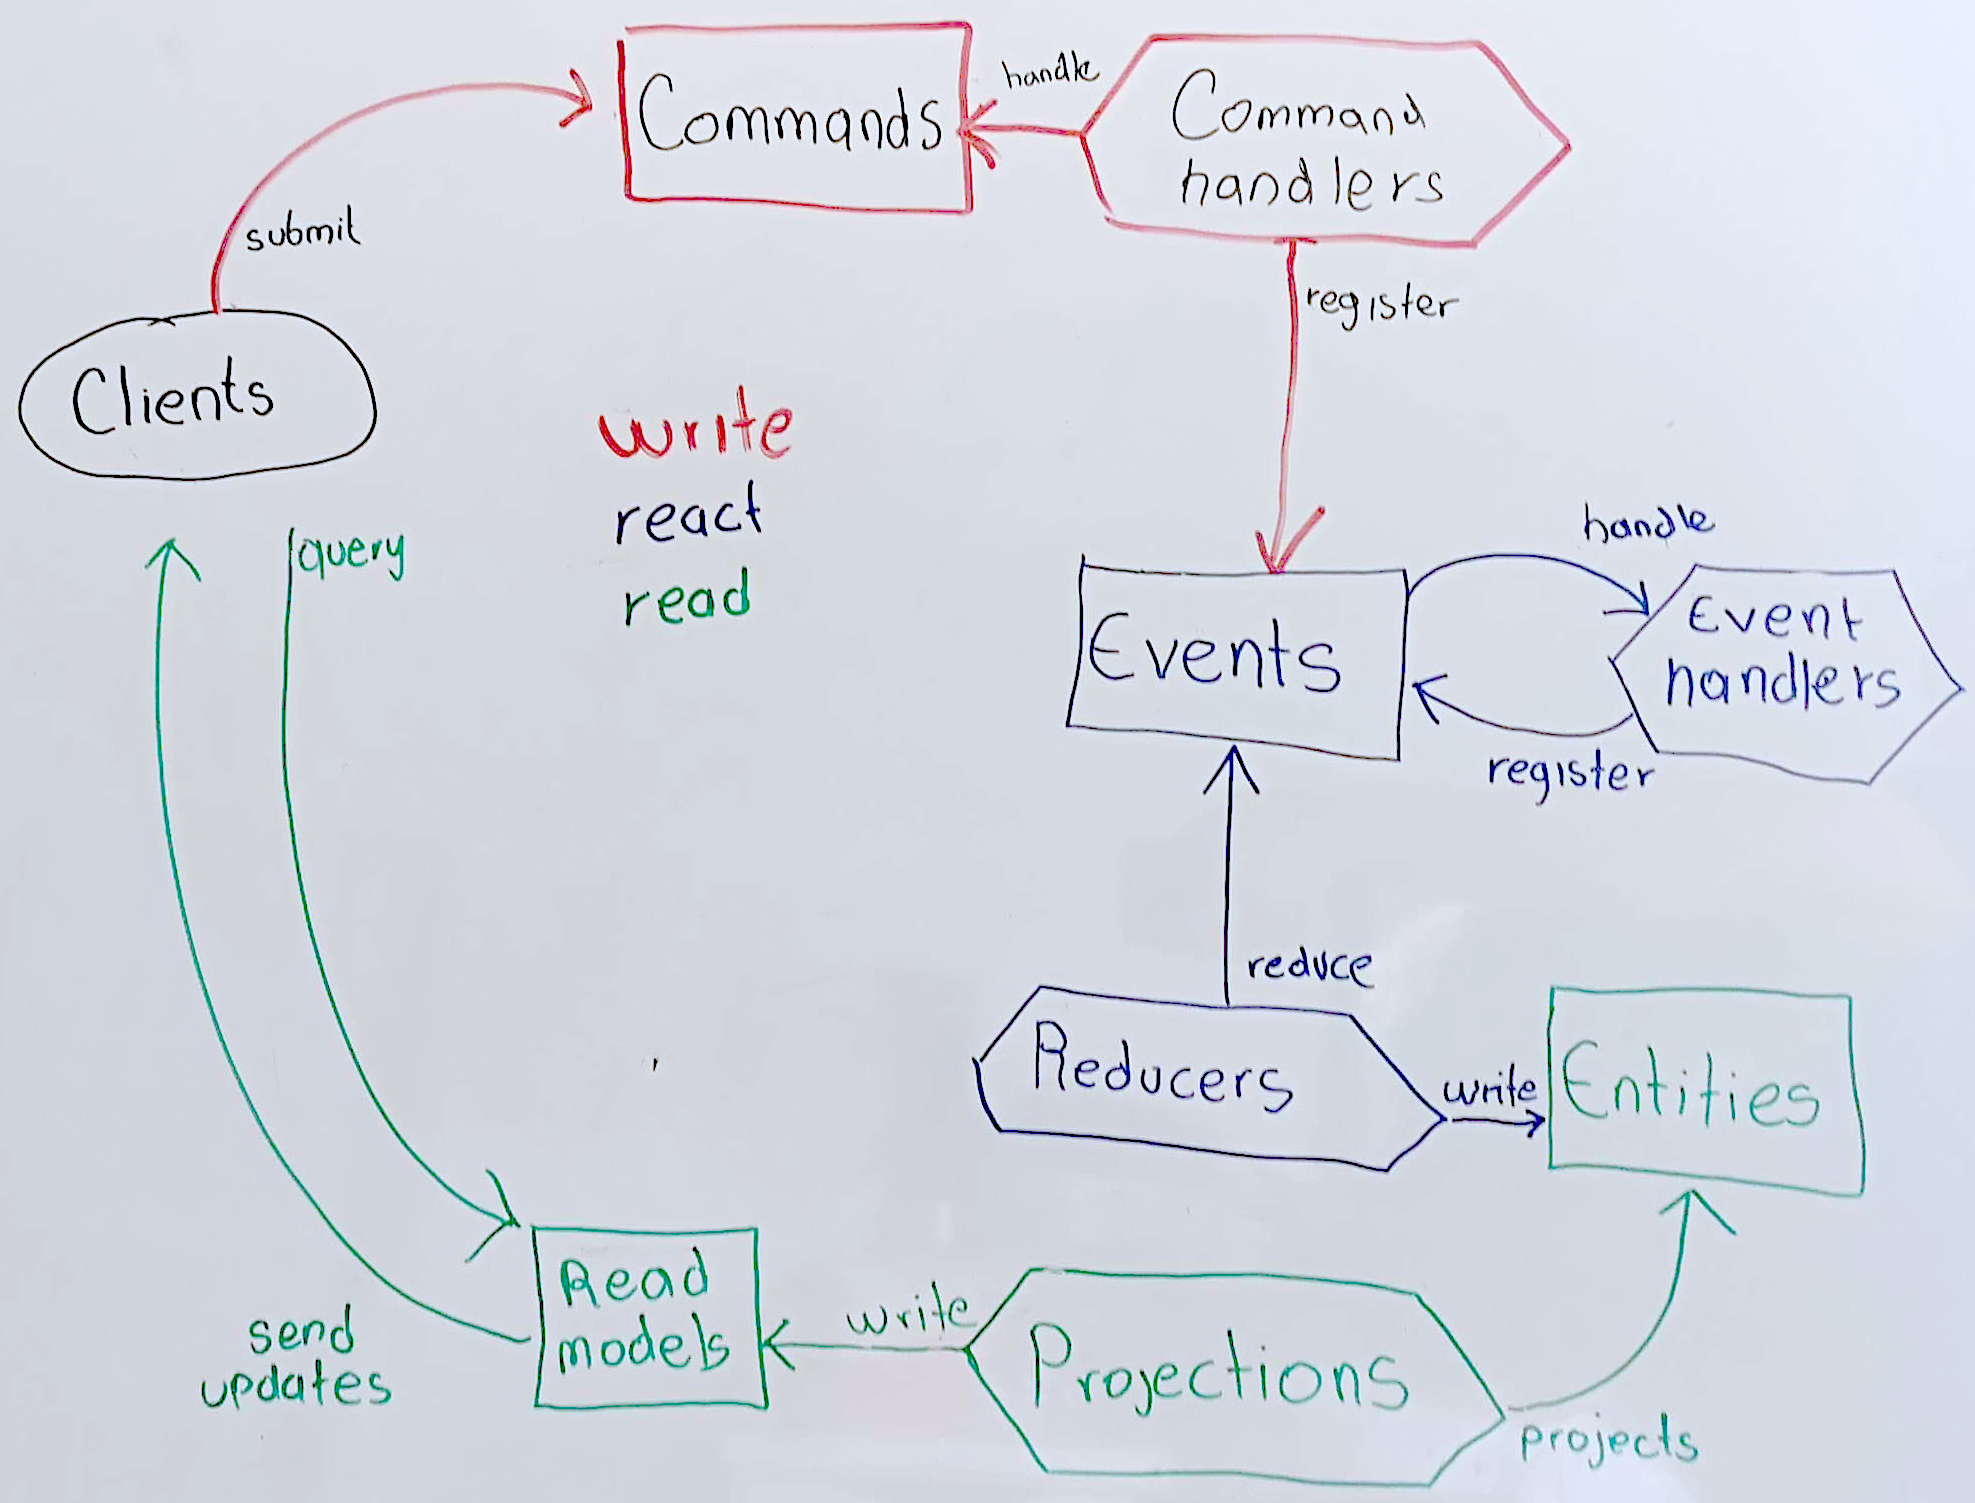 Commands
handle
Command
handlers
submit
register
Clients
write
react
read
query
handle
Events
Event
handlers
register
reduce
Reducers
write
Entities
Read
models
write
Projections
send
updates
projects